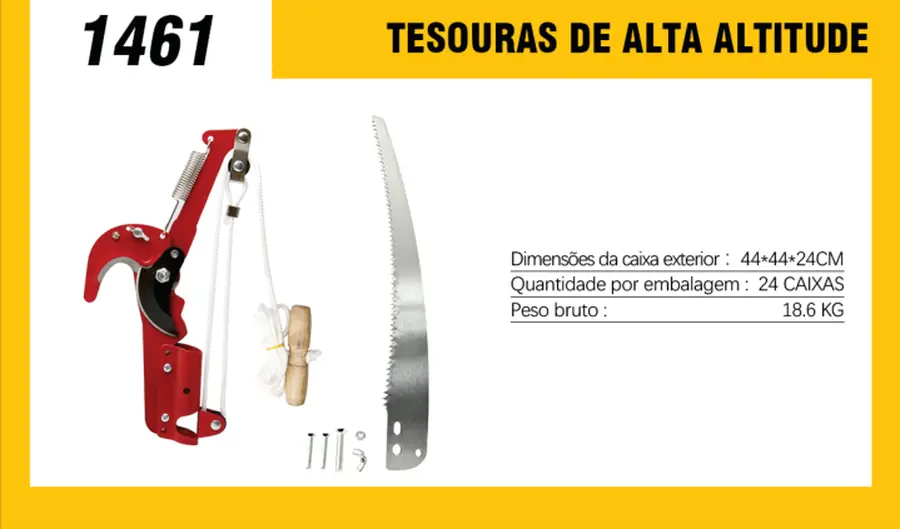 1461
TESOURAS DE ALTA ALTITUDE
Dimensões da caixa exterior : 44*44*24CM
Quantidade por embalagem : 24 CAIXAS
Peso bruto : 18.6 KG